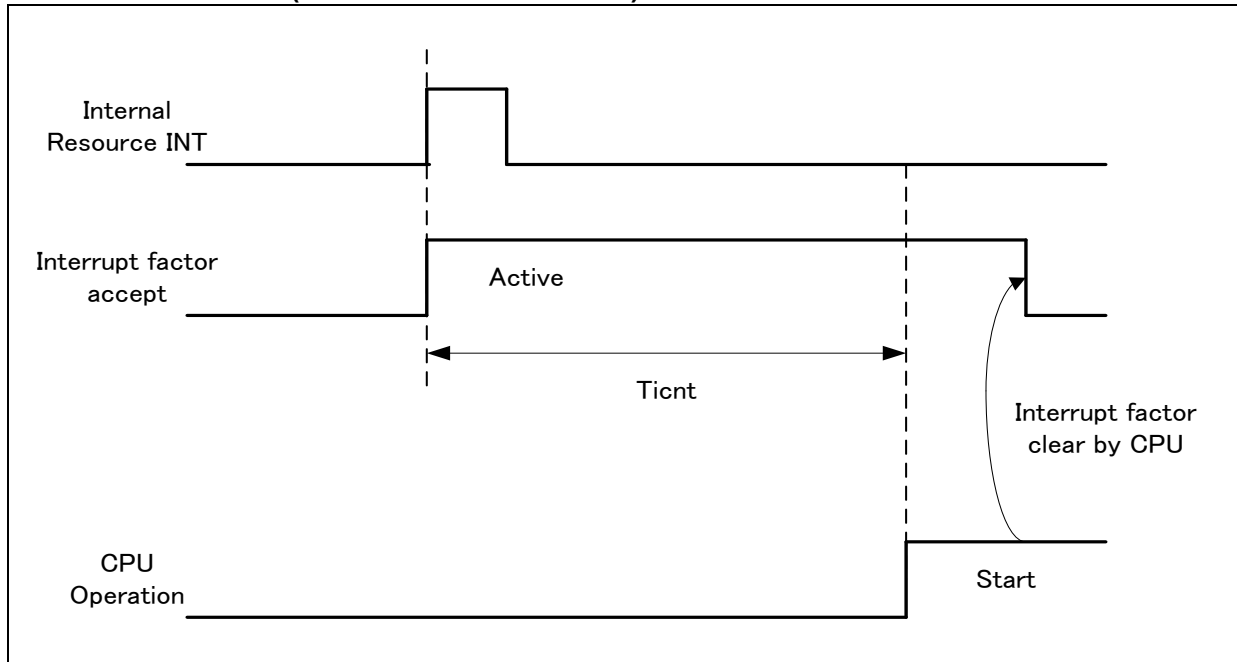 Internal
Resource INT
Interrupt factor
accept
Active
Ticnt
Interrupt factor
clear by CPU
CPU
Operation
Start